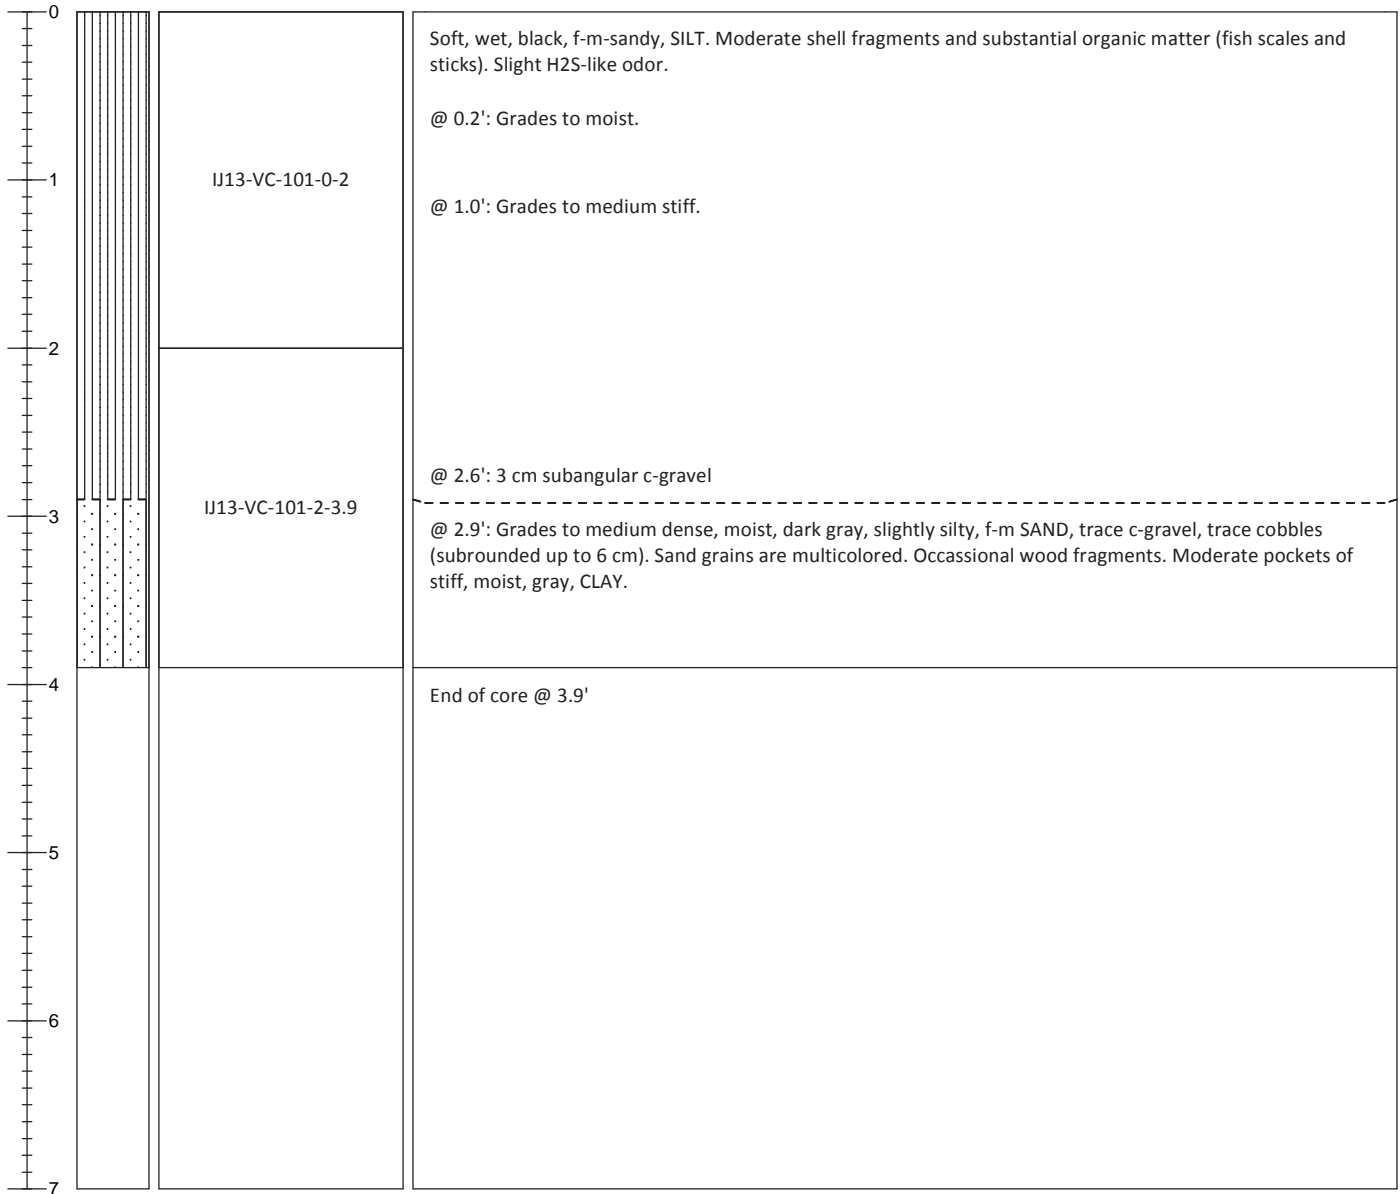 0
Soft, wet, black, f-m-sandy, SILT. Moderate shell fragments and substantial organic matter (fish scales and
sticks). Slight H2S-like odor.
@ 0.2': Grades to moist.
1
IJ13-VC-101-0-2
@ 1.0': Grades to medium stiff.
2
@ 2.6': 3 cm subangular c-gravel
IJ13-VC-101-2-3.9
3
@ 2.9': Grades to medium dense, moist, dark gray, slightly silty, f-m SAND, trace c-gravel, trace cobbles
(subrounded up to 6 cm). Sand grains are multicolored. Occassional wood fragments. Moderate pockets of
stiff, moist, gray, CLAY.
4
End of core @ 3.9'
5
6
7